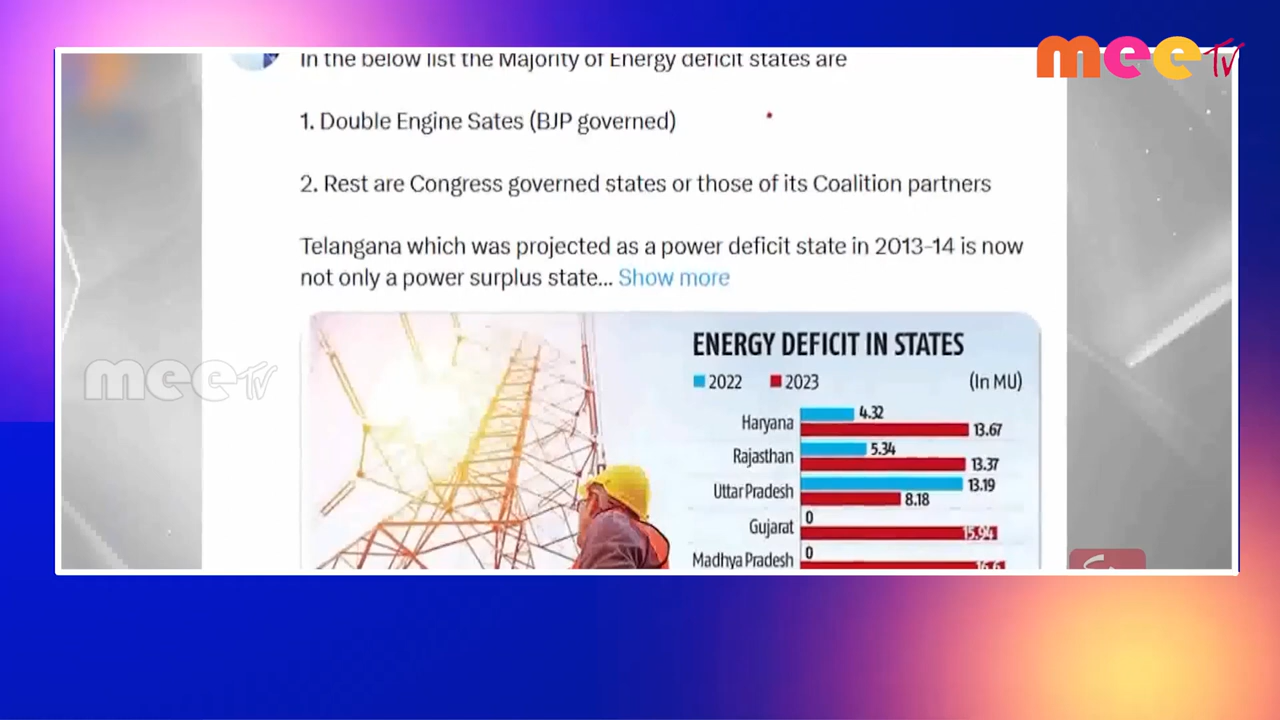 mee TV
In the below list the Majority of Energy deficit states are
1. Double Engine Sates (BJP governed)
2. Rest are Congress governed states or those of its Coalition partners
Telangana which was projected as a power deficit state in 2013-14 is now
not only a power surplus state... Show more
mee TV
ENERGY DEFICIT IN STATES
2022 2023 (In MU)
Haryana 4.32
13.67
Rajasthan 5.34
13.37
Uttar Pradesh 13.19
8.18
Gujarat 0
15.94
Madhya Pradesh 0
16.6